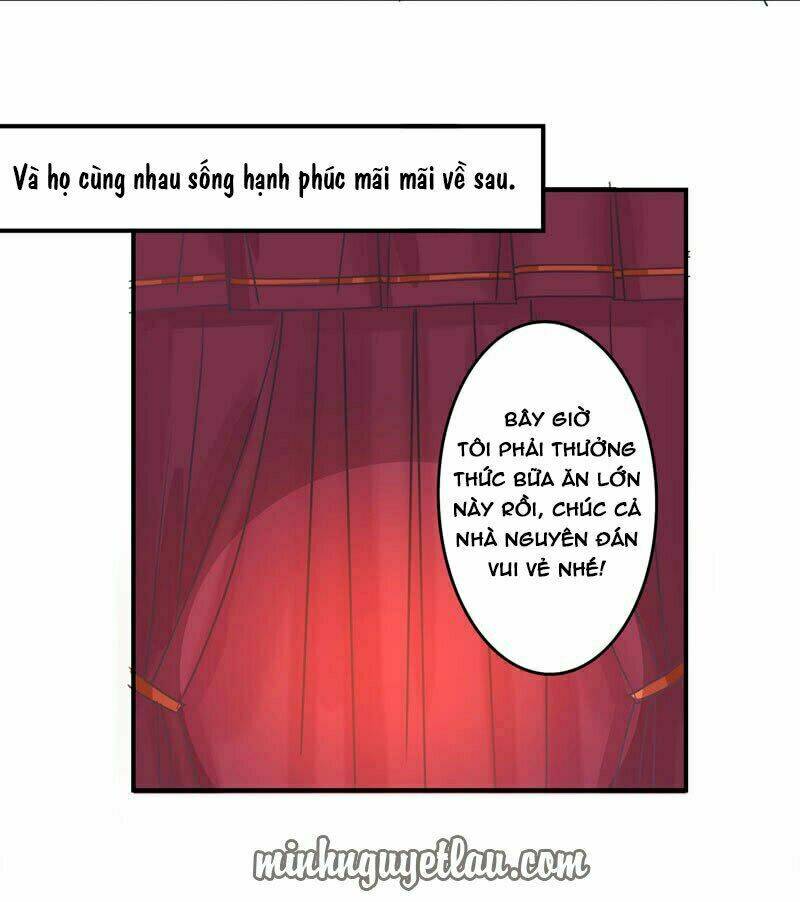 Và họ cùng nhau sống hạnh phúc mãi mãi về sau.
BÂY GIỜ
TÔI PHẢI THƯỞNG
THỨC BỮA ĂN LỚN
NÀY RỒI, CHÚC CẢ
NHÀ NGUYÊN ĐÁN
VUI VẺ NHÉ!
minhnguyetlau.com